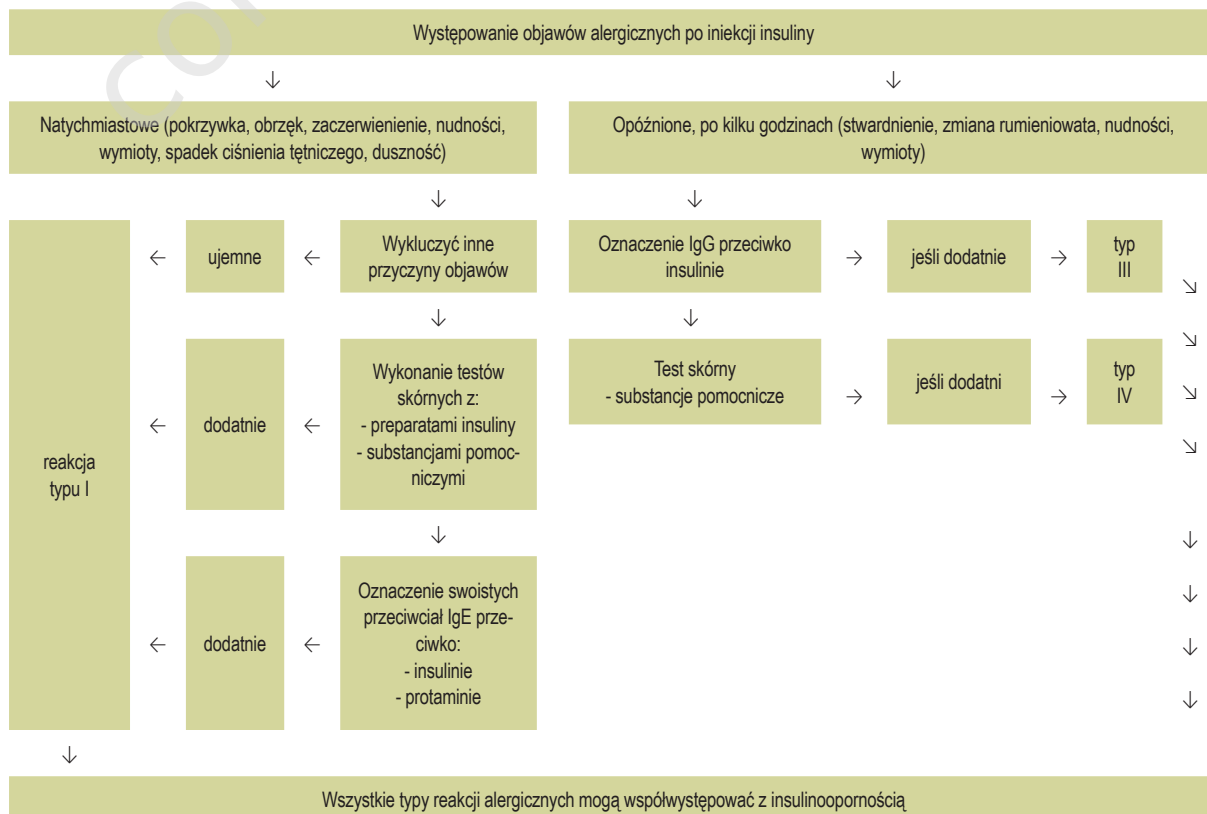 Występowanie objawów alergicznych po iniekcji insuliny
↓
↓
Natychmiastowe (pokrzywka, obrzęk, zaczerwienienie, nudności,
wymioty, spadek ciśnienia tętniczego, duszność)
Opóźnione, po kilku godzinach (stwardnienie, zmiana rumieniowata, nudności,
wymioty)
↓
↓
reakcja
typu I
←
ujemne
←
Wykluczyć inne
przyczyny objawów
Oznaczenie IgG przeciwko
insulinie
→
jeśli dodatnie
→
typ
III
↘
↓
↓
↘
←
dodatnie
←
Wykonanie testów
skórnych z:
- preparatami insuliny
- substancjami pomoc-
niczymi
Test skórny
- substancje pomocnicze
→
jeśli dodatni
→
typ
IV
↘
↘
↓
↓
←
dodatnie
←
Oznaczenie swoistych
przeciwciał IgE prze-
ciwko:
- insulinie
- protaminie
↓
↓
↓
↓
Wszystkie typy reakcji alergicznych mogą współwystępować z insulinoopornością